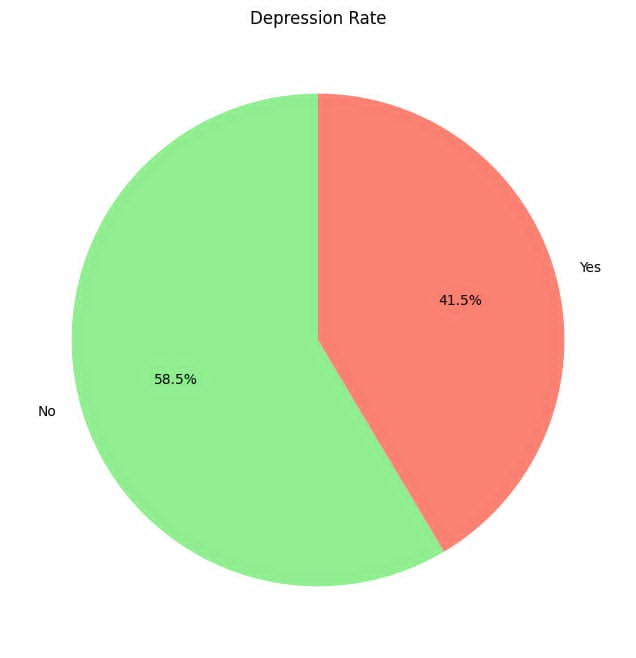 Depression Rate
Yes
41.5%
58.5%
No